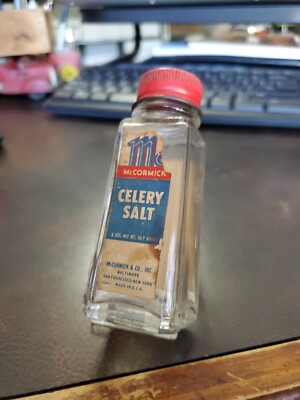 Mc
McCORMICK
CELERY
SALT
McCORMICK & CO., INC.
BALTIMORE
SAN FRANCISCO · NEW YORK
MADE IN U.S.A.